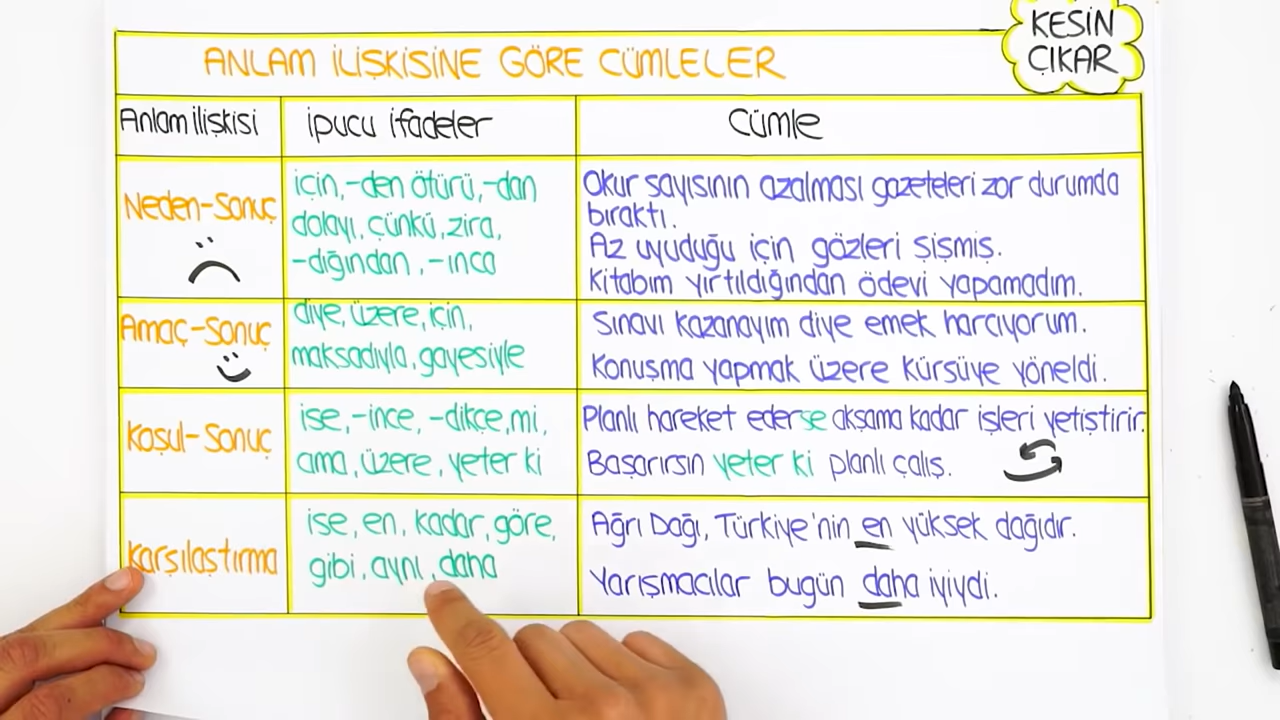 KESİN
ÇIKAR
ANLAM İLİŞKİSİNE GÖRE CÜMLELER
Anlam ilişkisi
İpucu ifadeler
Cümle
Neden-Sonuç
için, -den ötürü, -dan
dolayı, çünkü, zira,
-dığından, -ınca
Okur sayısının azalması gazeteleri zor durumda
bıraktı.
Az uyuduğu için gözleri şişmiş.
Kitabım yırtıldığından ödevi yapamadım.
Amaç-Sonuç
diye, üzere, için,
maksadıyla, gayesiyle
Sınavı kazanayım diye emek harcıyorum.
Konuşma yapmak üzere kürsüye yöneldi.
Koşul-Sonuç
ise, -ince, -dikçe, mi,
ama, üzere, yeter ki
Planlı hareket ederse akşama kadar işleri yetiştirir.
Başarırsın yeter ki planlı çalış.
Karşılaştırma
ise, en, kadar, göre,
gibi, aynı, daha
Ağrı Dağı, Türkiye'nin en yüksek dağıdır.
Yarışmacılar bugün daha iyiydi.